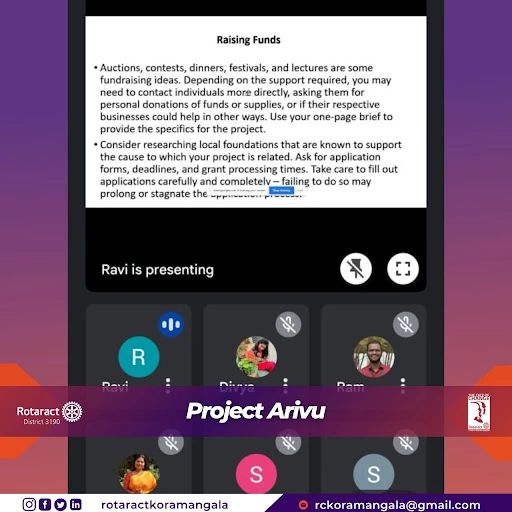 Raising Funds
• Auctions, contests, dinners, festivals, and lectures are some
fundraising ideas. Depending on the support required, you may
need to contact individuals more directly, asking them for
personal donations of funds or supplies, or if their respective
businesses could help in other ways. Use your one-page brief to
provide the specifics for the project.
• Consider researching local foundations that are known to support
the cause to which your project is related. Ask for application
forms, deadlines, and grant processing times. Take care to fill out
applications carefully and completely – failing to do so may
prolong or stagnate the application process.
Ravi is presenting
R
Ravi
Divya
Ram
Rotaract
District 3190
Project Arivu
Rotaract
S
S
rotaractkoramangala
rckoramangala@gmail.com